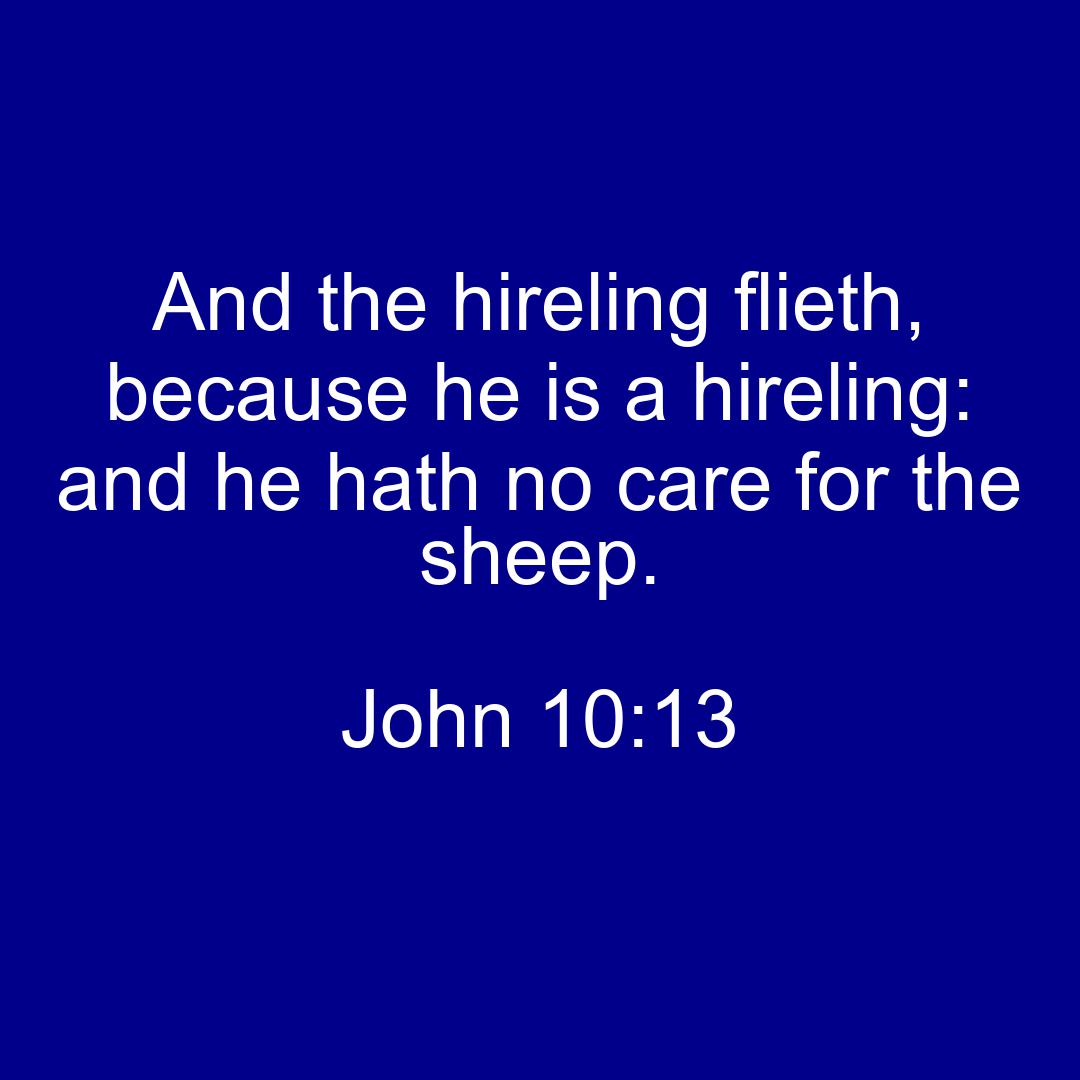 And the hireling flieth,
because he is a hireling:
and he hath no care for the
sheep.
John 10:13